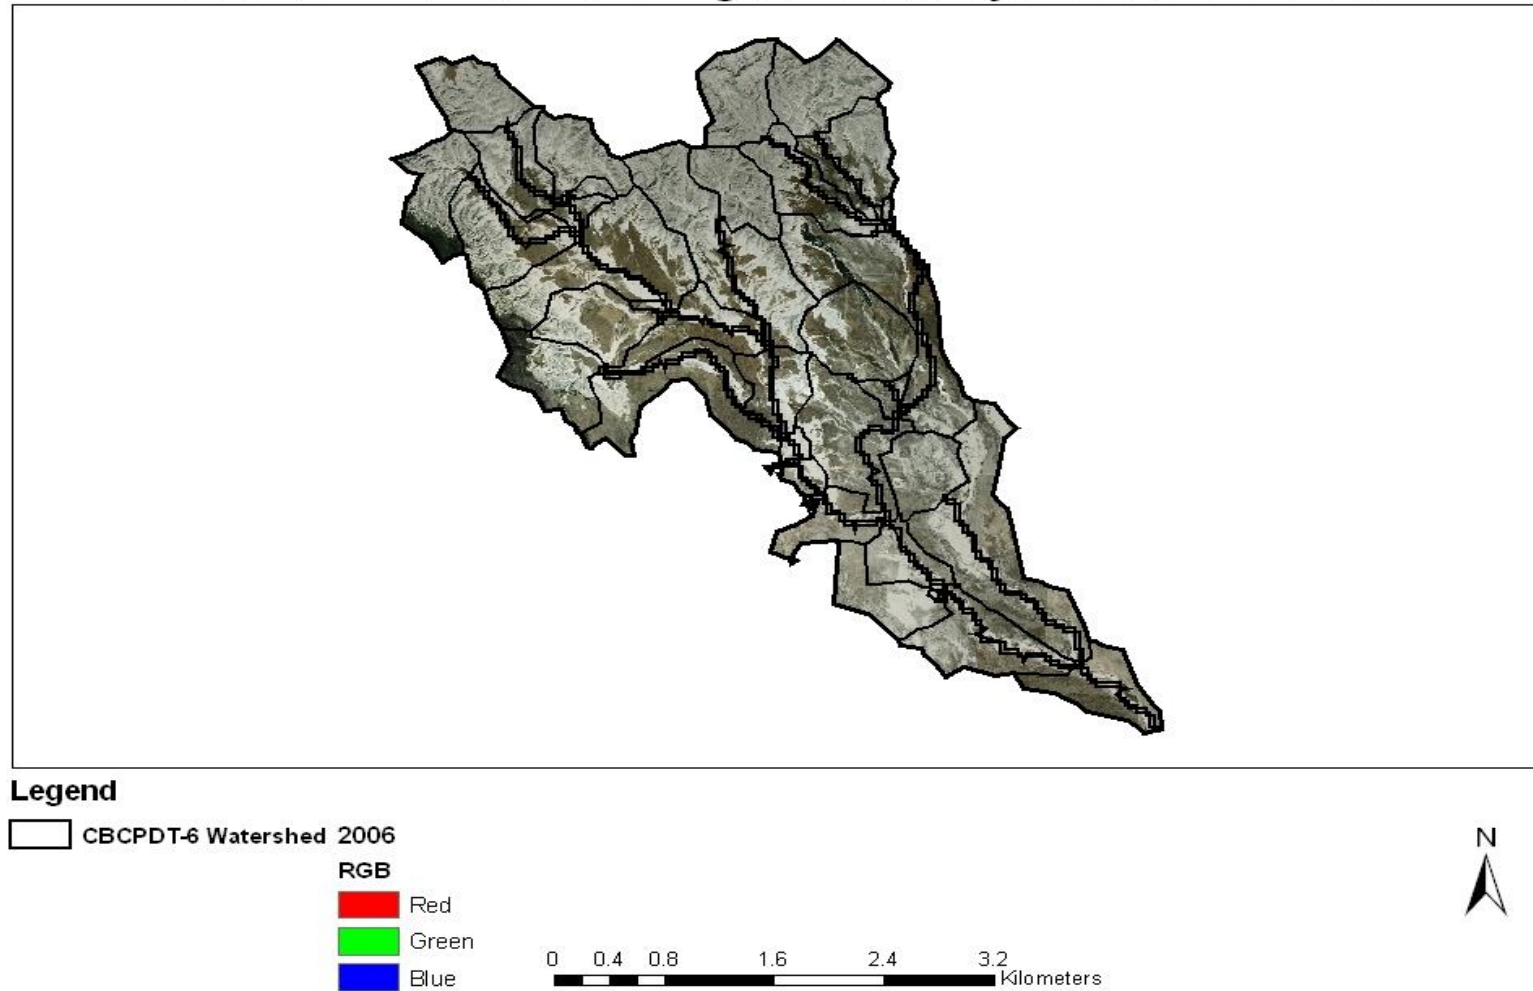 Legend
CBCPDT-6 Watershed 2006
RGB
Red
Green
Blue
0 0.4 0.8 1.6 2.4 3.2
Kilometers
N